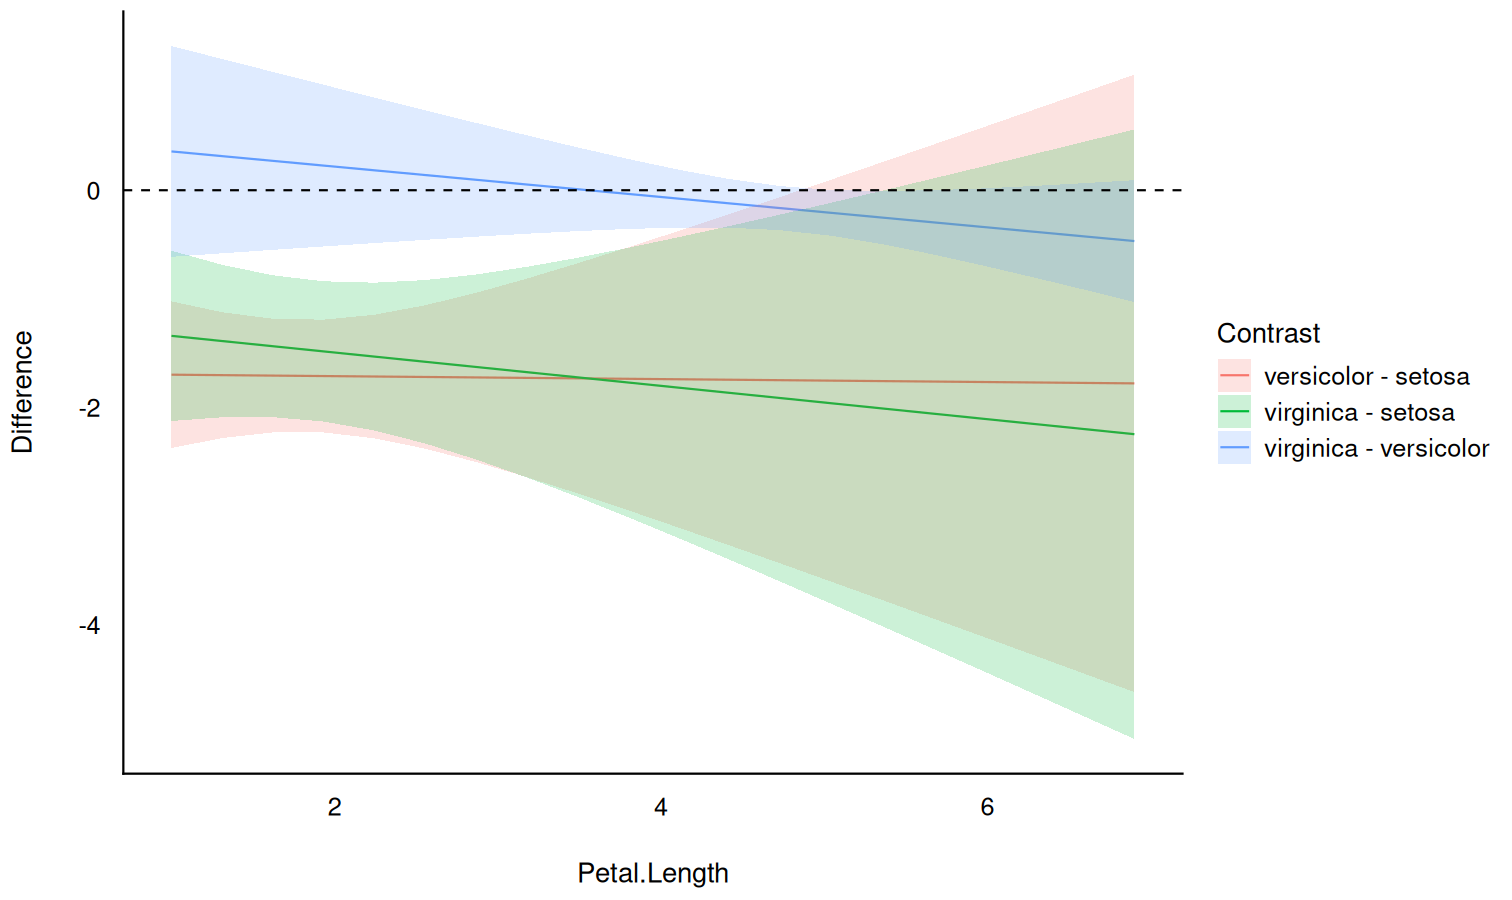 0
-2
-4
Difference
2
4
6
Petal.Length
Contrast
versicolor - setosa
virginica - setosa
virginica - versicolor